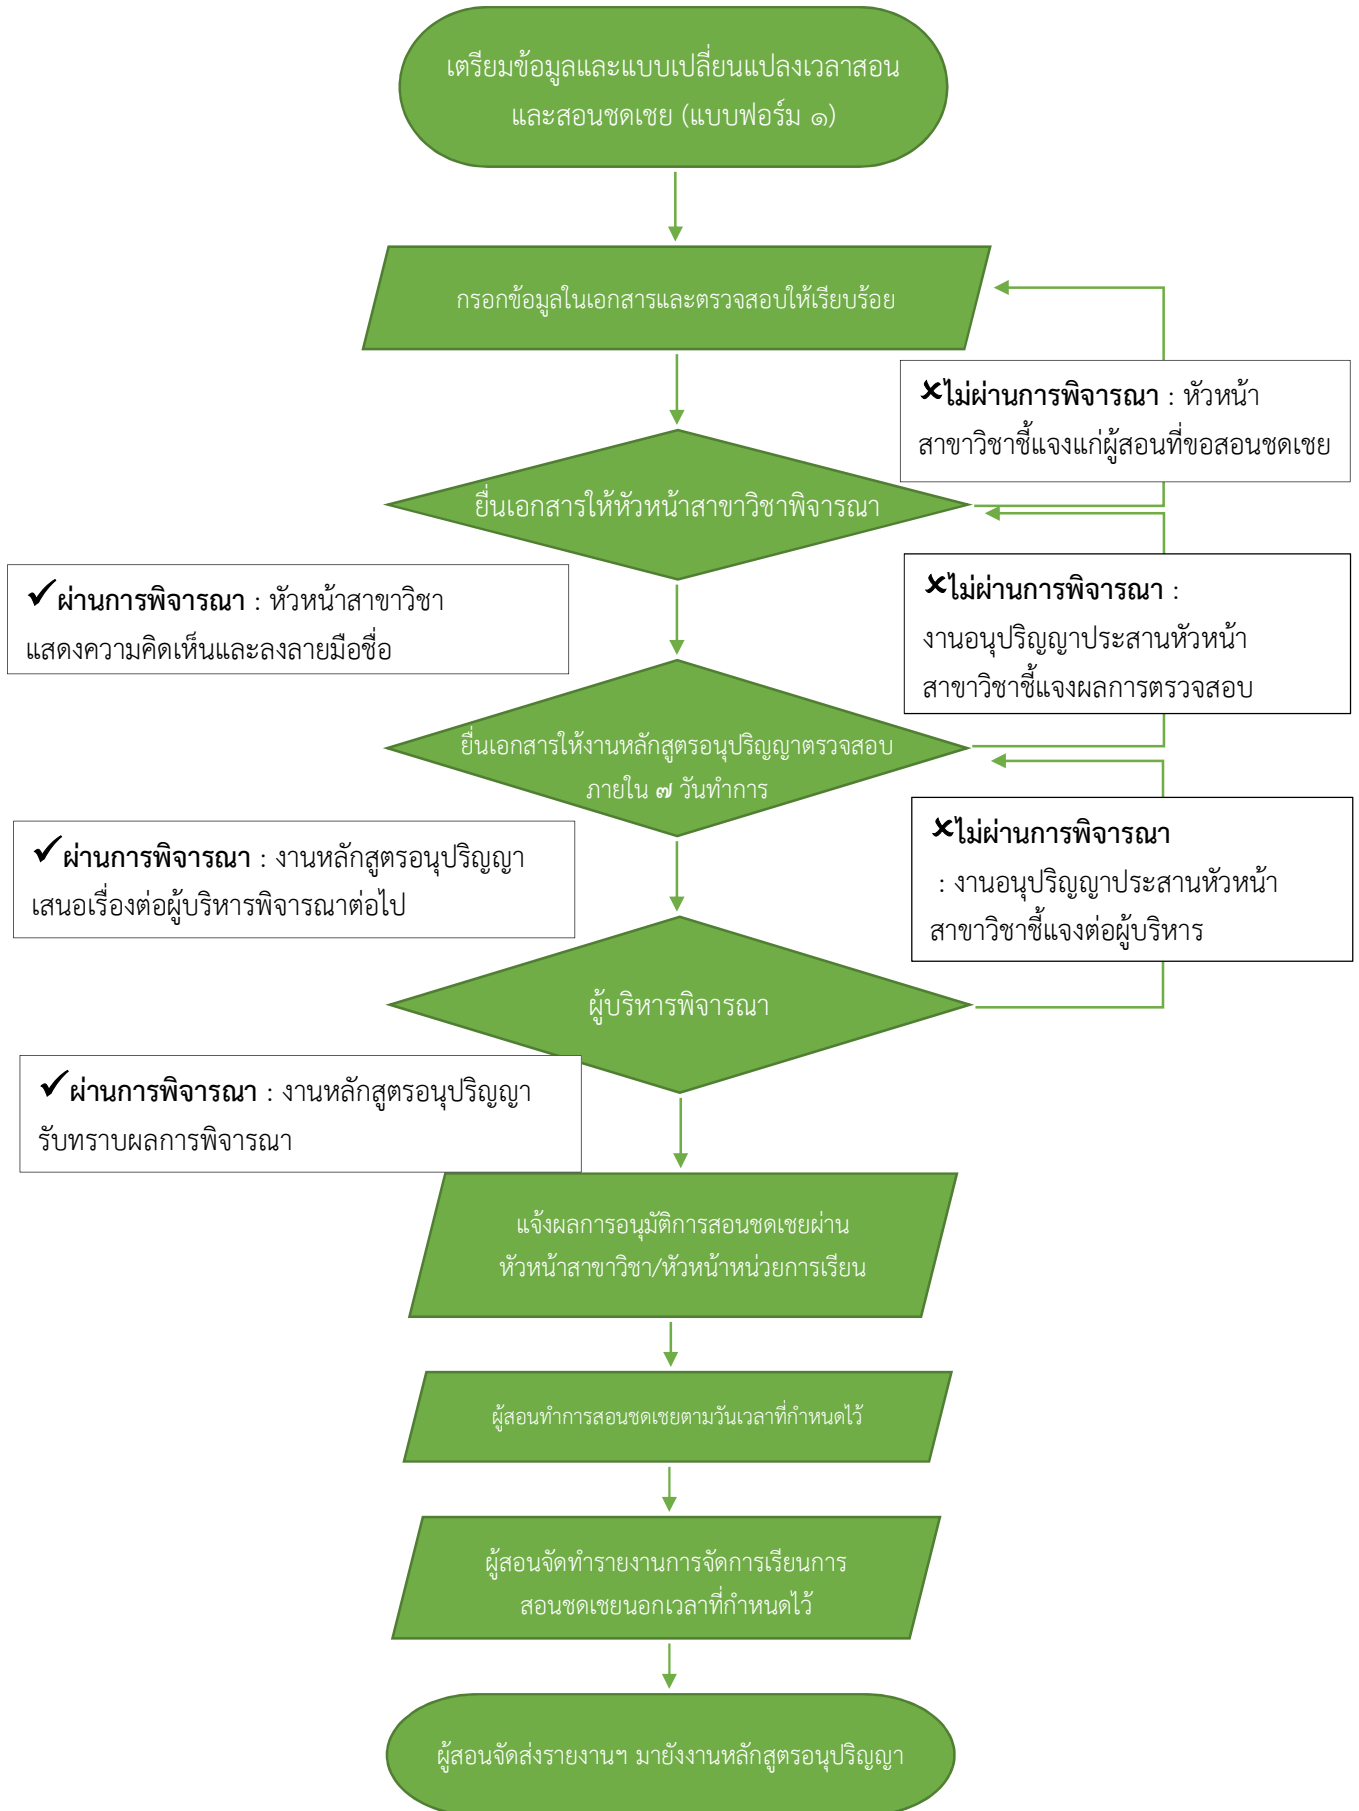 เตรียมข้อมูลและแบบเปลี่ยนแปลงเวลาสอน
และสอนชดเชย (แบบฟอร์ม ๑)
กรอกข้อมูลในเอกสารและตรวจสอบให้เรียบร้อย
✘ไม่ผ่านการพิจารณา : หัวหน้า
สาขาวิชาชี้แจงแก่ผู้สอนที่ขอสอนชดเชย
ยื่นเอกสารให้หัวหน้าสาขาวิชาพิจารณา
✓ผ่านการพิจารณา : หัวหน้าสาขาวิชา
แสดงความคิดเห็นและลงลายมือชื่อ
✘ไม่ผ่านการพิจารณา :
งานอนุปริญญาประสานหัวหน้า
สาขาวิชาชี้แจงผลการตรวจสอบ
ยื่นเอกสารให้งานหลักสูตรอนุปริญญาตรวจสอบ
ภายใน ๗ วันทำการ
✓ผ่านการพิจารณา : งานหลักสูตรอนุปริญญา
เสนอเรื่องต่อผู้บริหารพิจารณาต่อไป
✘ไม่ผ่านการพิจารณา
: งานอนุปริญญาประสานหัวหน้า
สาขาวิชาชี้แจงต่อผู้บริหาร
ผู้บริหารพิจารณา
✓ผ่านการพิจารณา : งานหลักสูตรอนุปริญญา
รับทราบผลการพิจารณา
แจ้งผลการอนุมัติการสอนชดเชยผ่าน
หัวหน้าสาขาวิชา/หัวหน้าหน่วยการเรียน
ผู้สอนทำการสอนชดเชยตามวันเวลาที่กำหนดไว้
ผู้สอนจัดทำรายงานการจัดการเรียนการ
สอนชดเชยนอกเวลาที่กำหนดไว้
ผู้สอนจัดส่งรายงานฯ มายังงานหลักสูตรอนุปริญญา